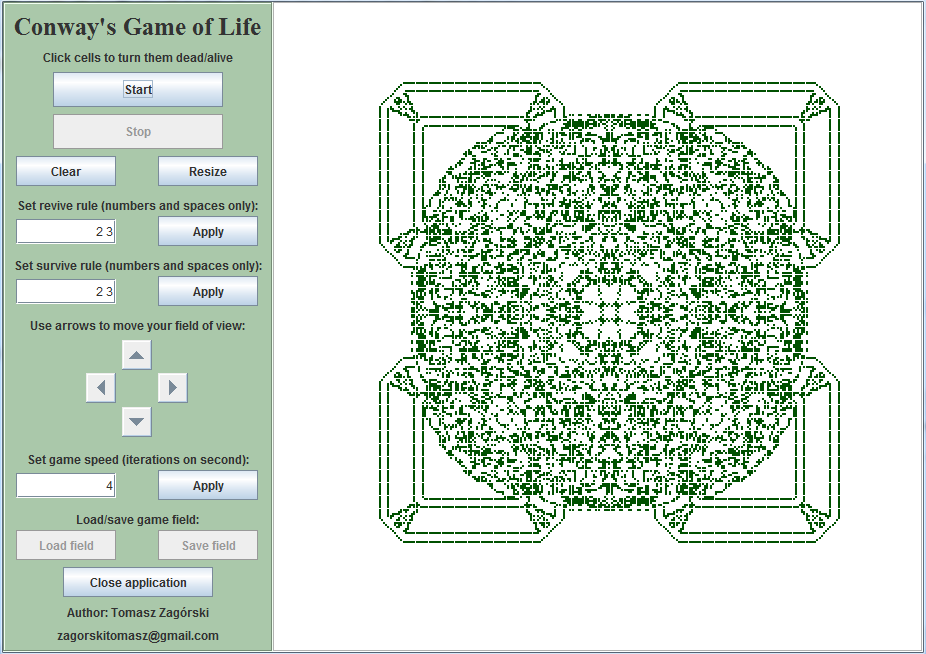 Conway's Game of Life
Click cells to turn them dead/alive
Start
Stop
Clear Resize
Set revive rule (numbers and spaces only):
2 3 Apply
Set survive rule (numbers and spaces only):
2 3 Apply
Use arrows to move your field of view:
Set game speed (iterations on second):
4 Apply
Load/save game field:
Load field Save field
Close application
Author: Tomasz Zagórski
zagorskitomasz@gmail.com